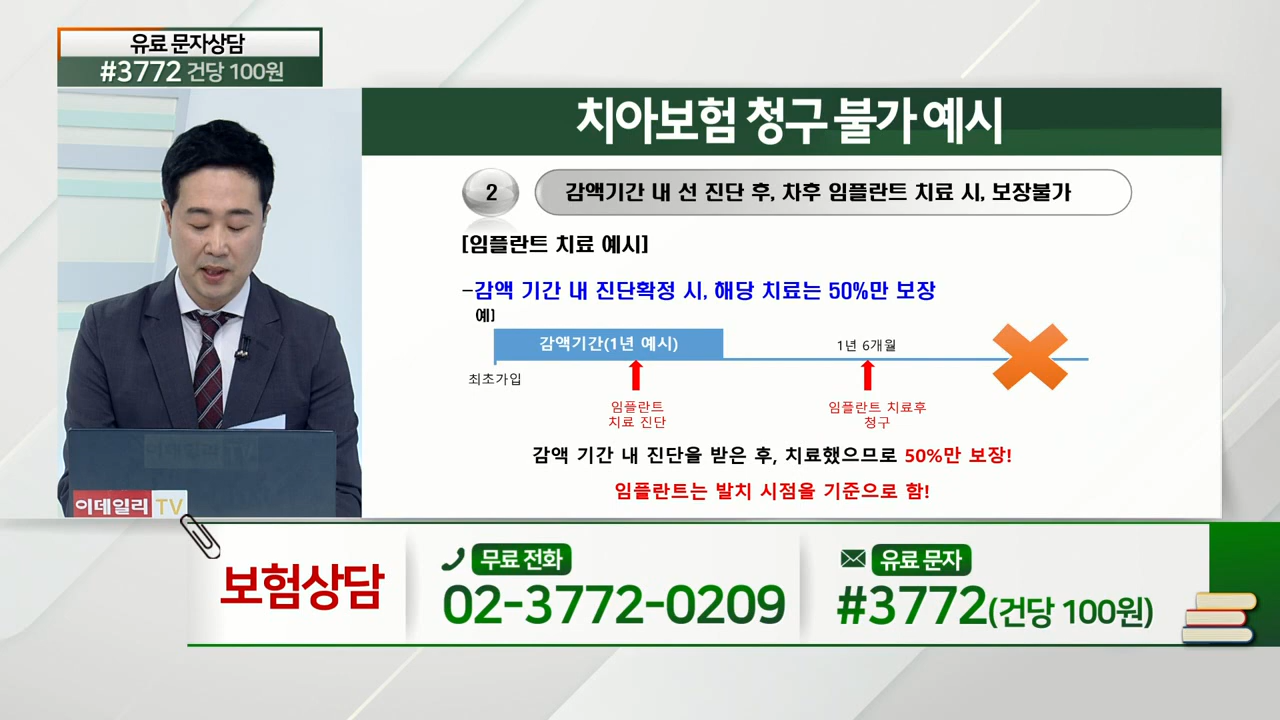 유료 문자상담
#3772 건당 100원
치아보험 청구 불가 예시
2
감액기간 내 선 진단 후, 차후 임플란트 치료 시, 보장불가
[임플란트 치료 예시]
-감액 기간 내 진단확정 시, 해당 치료는 50%만 보장
예]
감액기간(1년 예시)
1년 6개월
최초가입
임플란트
치료 진단
임플란트 치료후
청구
감액 기간 내 진단을 받은 후, 치료했으므로 50%만 보장!
임플란트는 발치 시점을 기준으로 함!
이데일리 TV
이데일리 TV
보험상담
무료 전화
02-3772-0209
유료 문자
#3772(건당 100원)